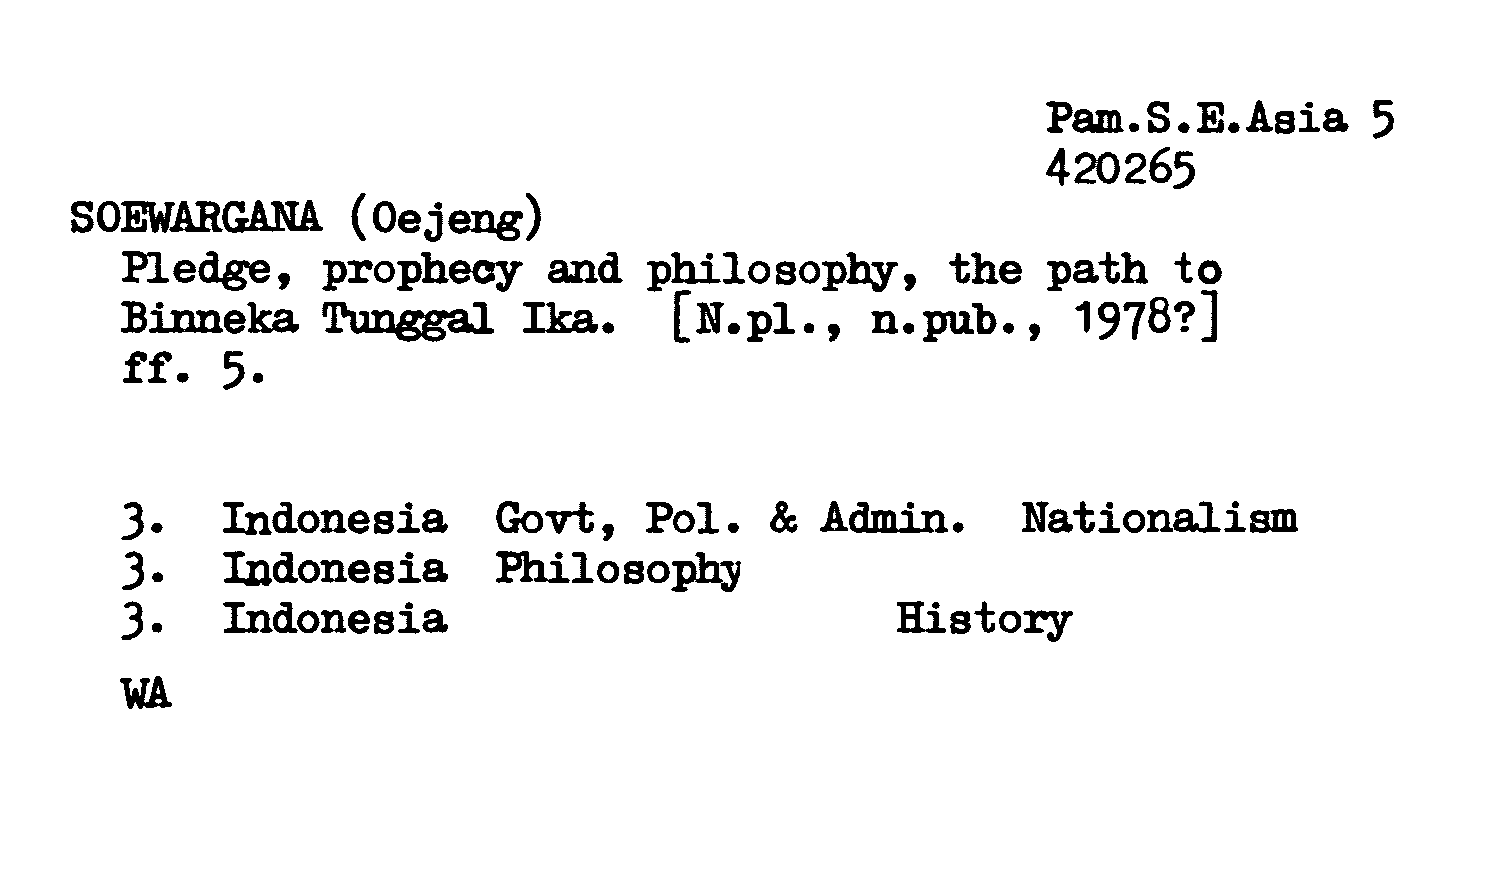 Pam.S.E.Asia 5
420265
SOEWARGANA (Oejeng)
Pledge, prophecy and philosophy, the path to
Binneka Tunggal Ika. [N.pl., n.pub., 1978?]
ff. 5.
3. Indonesia Govt, Pol. & Admin. Nationalism
3. Indonesia Philosophy
3. Indonesia History
WA